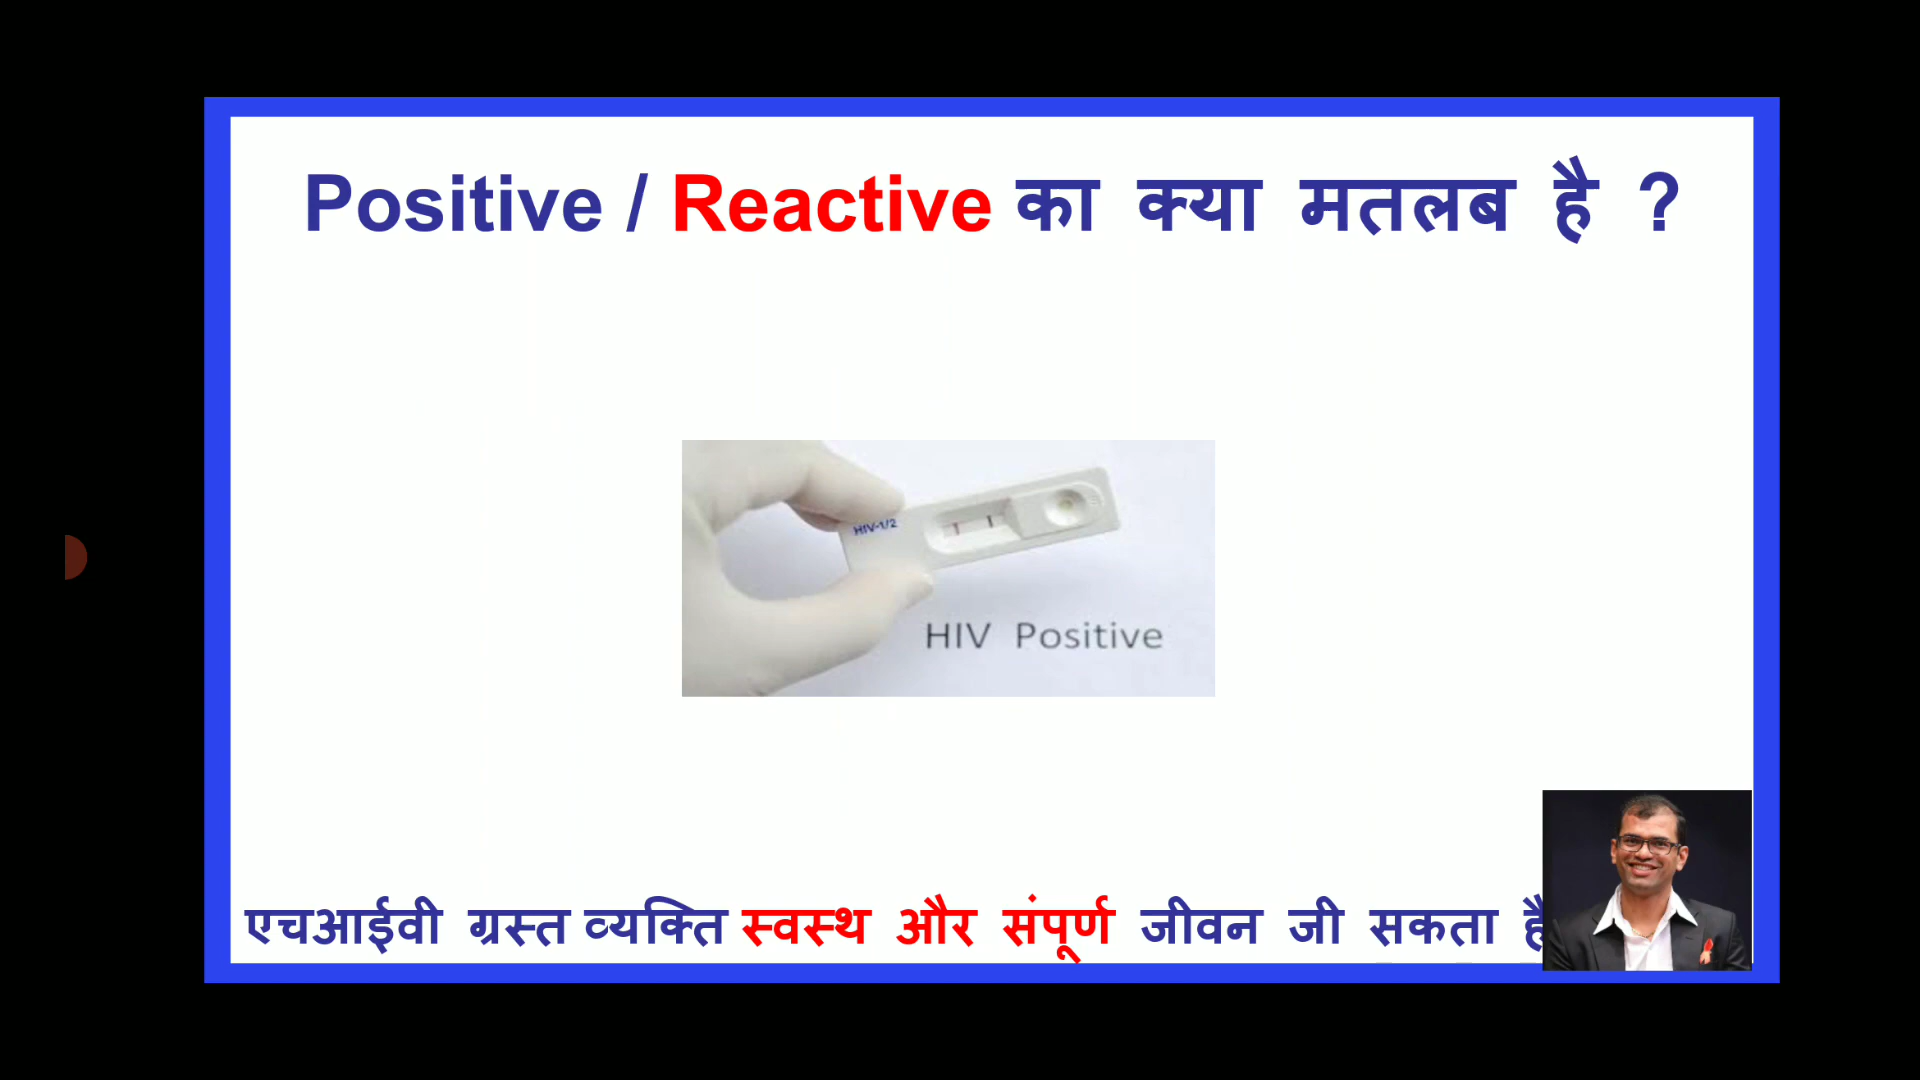 Positive / Reactive का क्या मतलब है ?
HIV-1/2
HIV Positive
एचआईवी ग्रस्त व्यक्ति स्वस्थ और संपूर्ण जीवन जी सकता है